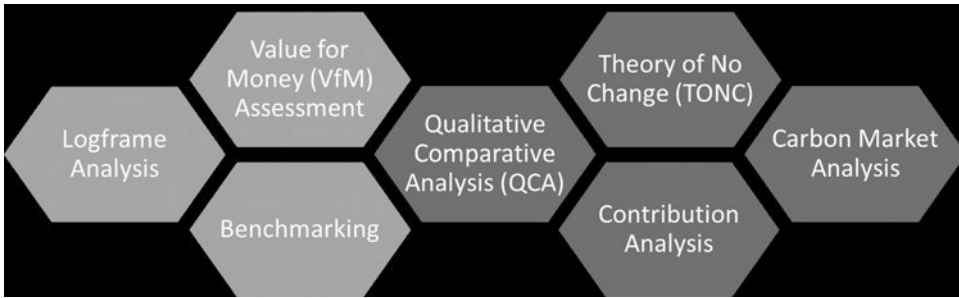 Logframe
Analysis
Value for
Money (VfM)
Assessment
Benchmarking
Qualitative
Comparative
Analysis (QCA)
Theory of No
Change (TONC)
Contribution
Analysis
Carbon Market
Analysis